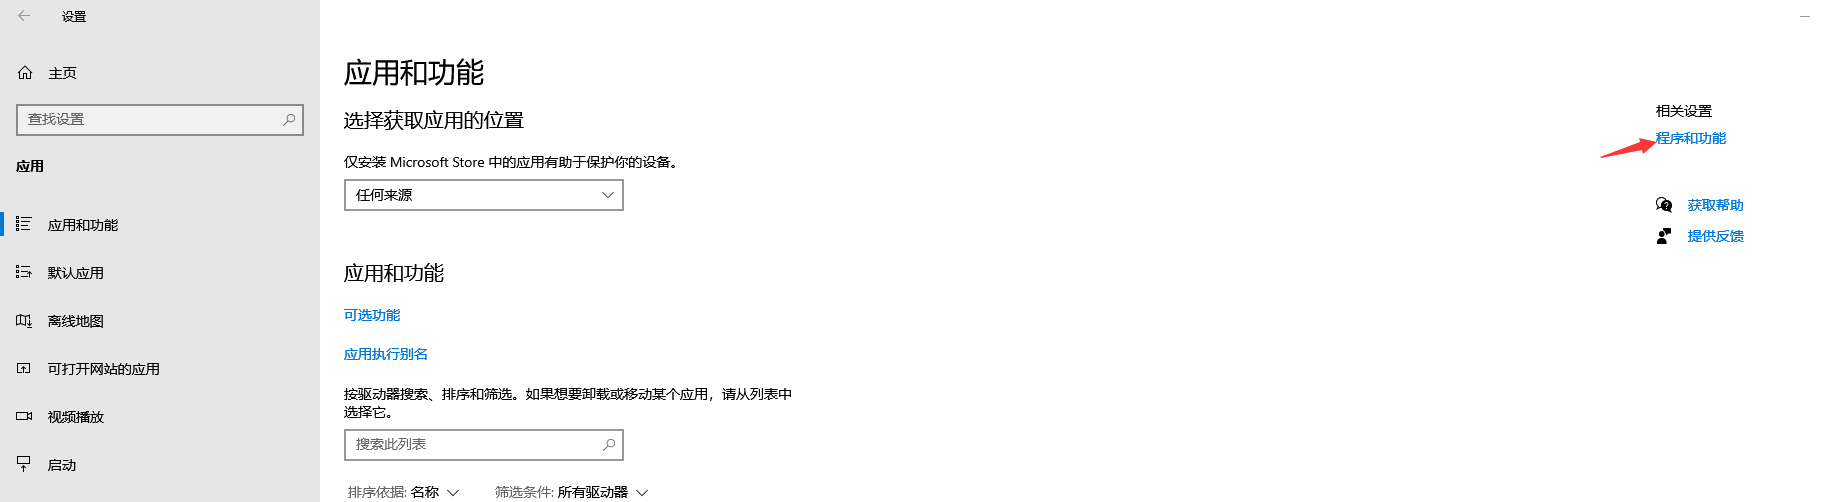 设置
主页
查找设置
应用
应用和功能
默认应用
离线地图
可打开网站的应用
视频播放
启动
应用和功能
选择获取应用的位置
仅安装 Microsoft Store 中的应用有助于保护你的设备。
任何来源
应用和功能
可选功能
应用执行别名
按驱动器搜索、排序和筛选。如果想要卸载或移动某个应用，请从列表中
选择它。
搜索此列表
排序依据: 名称 筛选条件: 所有驱动器
相关设置
程序和功能
获取帮助
提供反馈